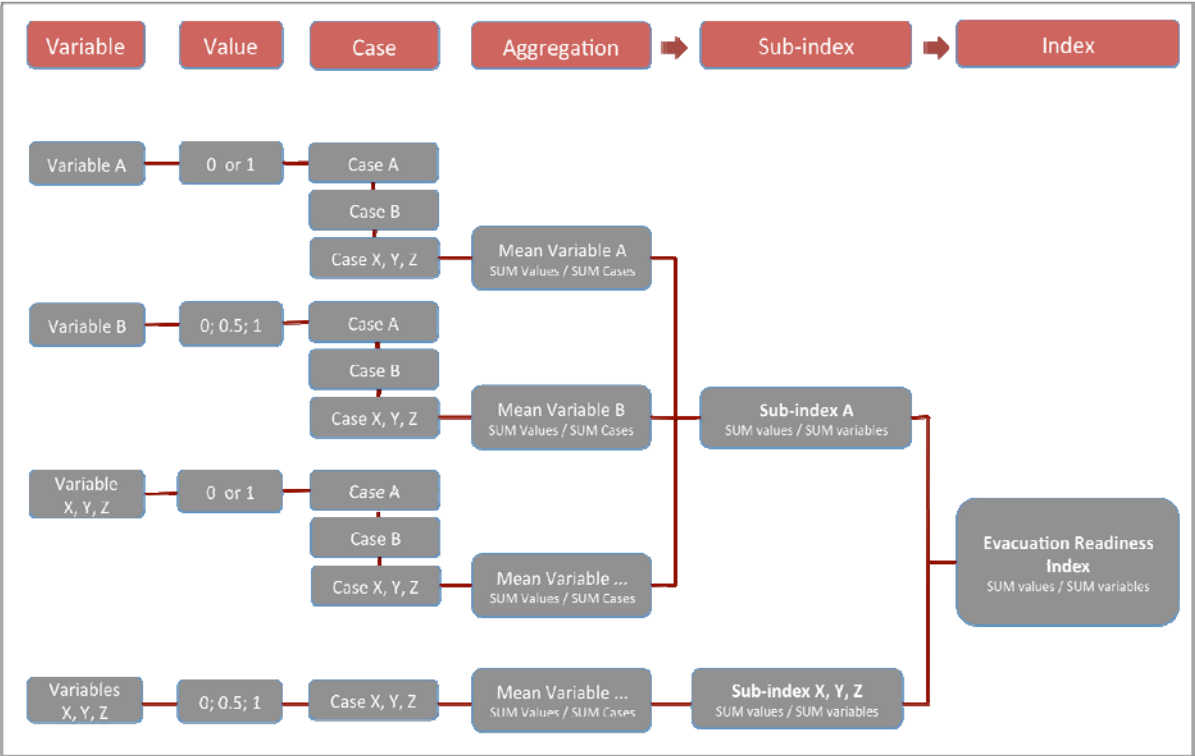 Variable Value Case Aggregation Sub-index Index
Variable A 0 or 1 Case A
Case B
Case X, Y, Z
Mean Variable A
SUM Values / SUM Cases
Variable B 0; 0.5; 1 Case A
Case B
Case X, Y, Z
Mean Variable B
SUM Values / SUM Cases
Sub-index A
SUM values / SUM variables
Variable
X, Y, Z
0 or 1
Case A
Case B
Case X, Y, Z
Mean Variable ...
SUM Values / SUM Cases
Evacuation Readiness
Index
SUM values / SUM variables
Variables
X, Y, Z
0; 0.5; 1
Case X, Y, Z
Mean Variable ...
SUM Values / SUM Cases
Sub-index X, Y, Z
SUM values / SUM variables